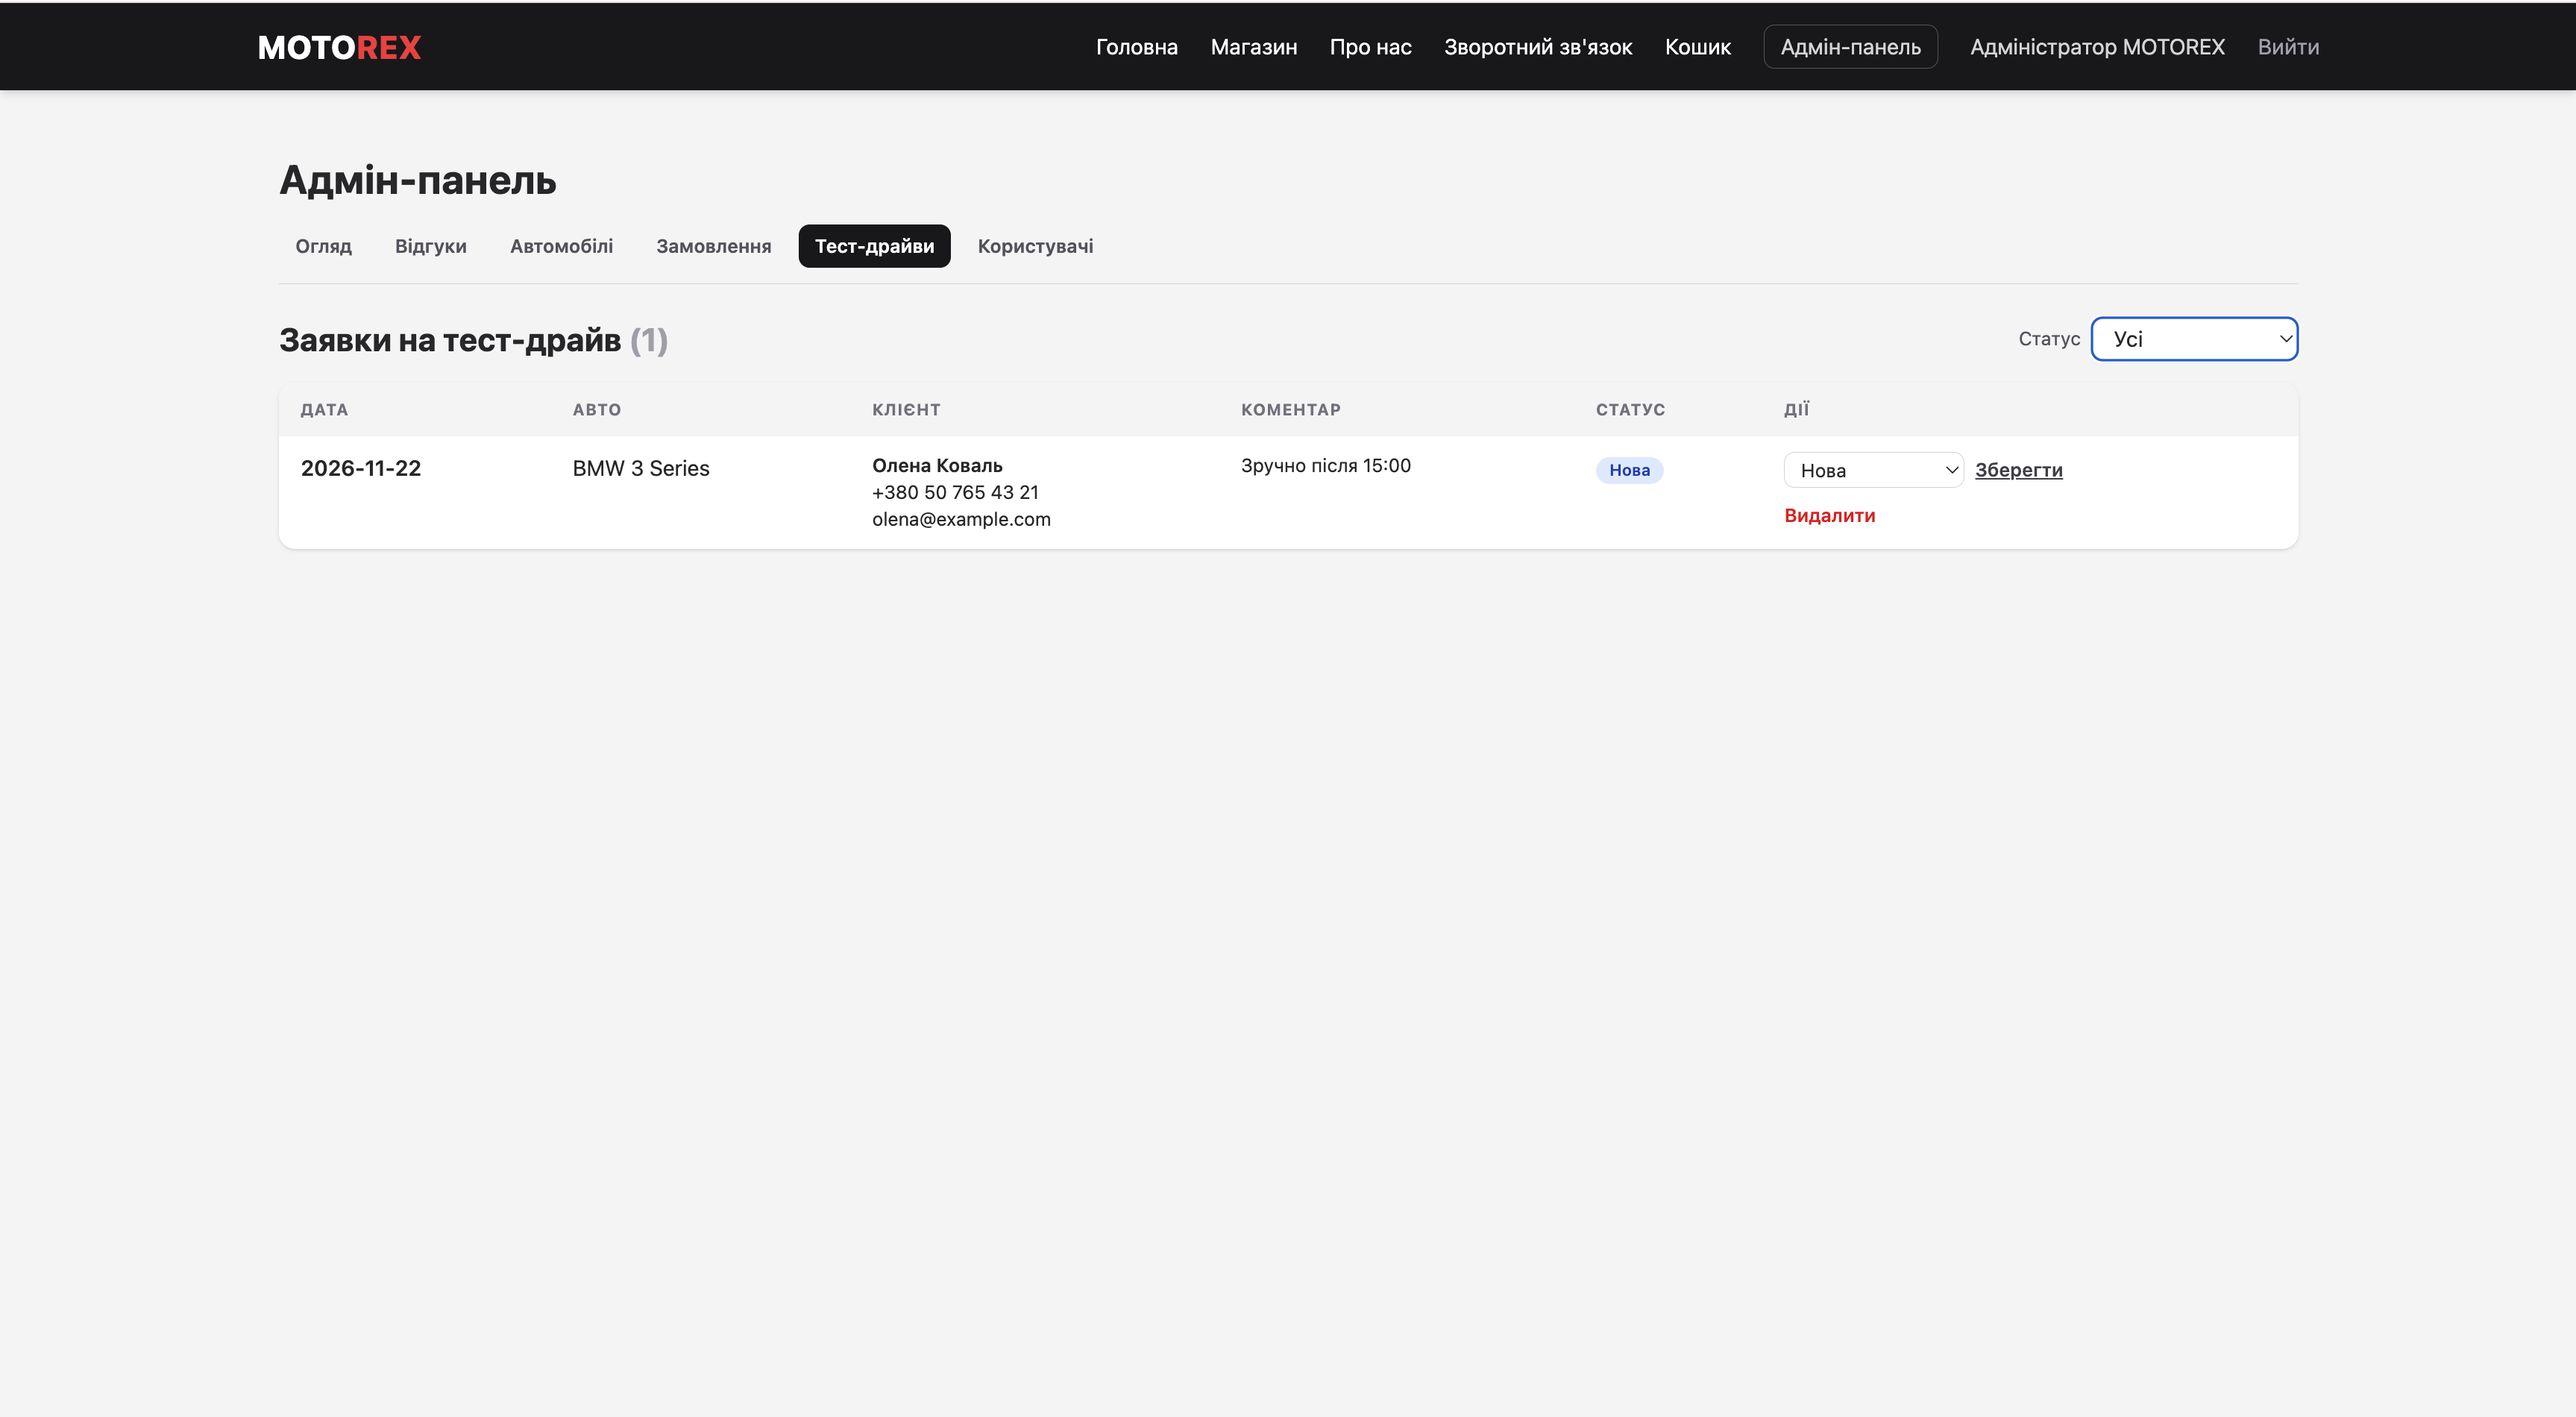 MOTOREX Головна Магазин Про нас Зворотний зв'язок Кошик Адмін-панель Адміністратор MOTOREX Вийти
Адмін-панель
Огляд Відгуки Автомобілі Замовлення Тест-драйви Користувачі
Заявки на тест-драйв (1) Статус Усі
ДАТА АВТО КЛІЄНТ КОМЕНТАР СТАТУС ДІЇ
2026-11-22 BMW 3 Series Олена Коваль Зручно після 15:00 Нова Нова Зберегти
+380 50 765 43 21
olena@example.com Видалити